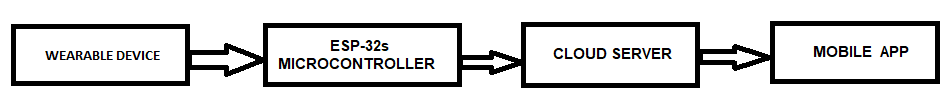 WEARABLE DEVICE
ESP-32s
MICROCONTROLLER
CLOUD SERVER
MOBILE APP